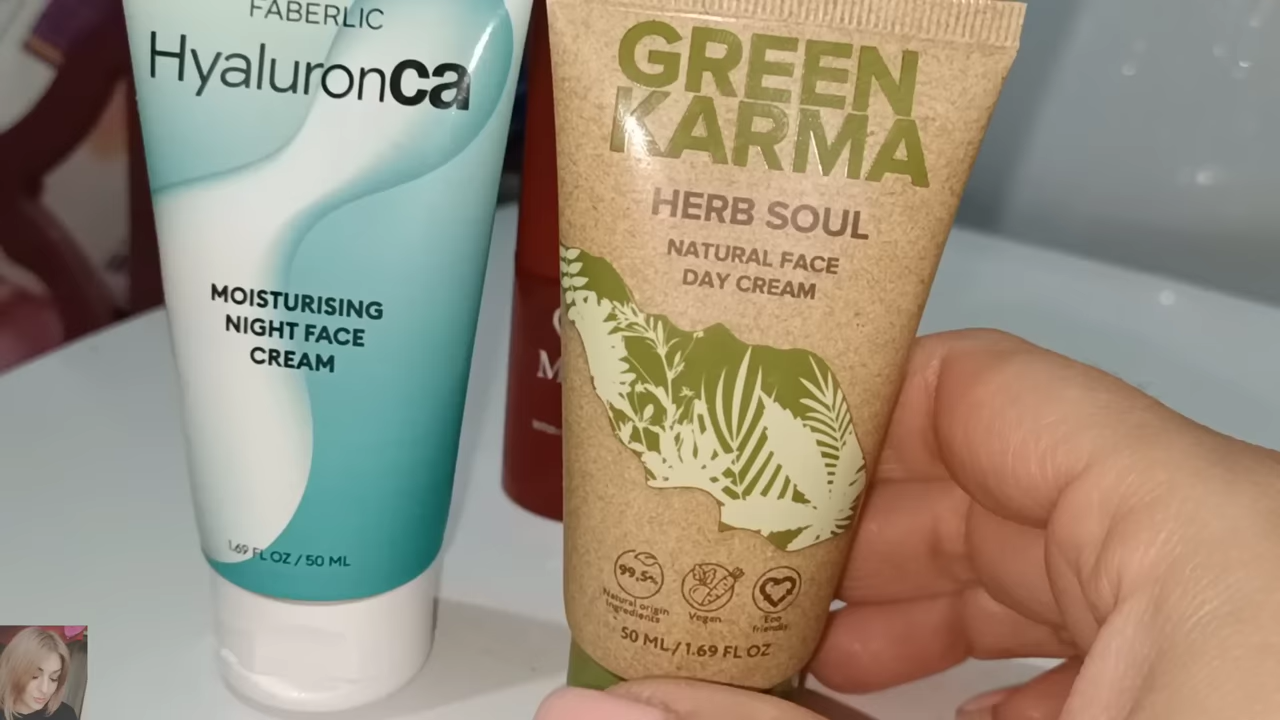 FABERLIC
HyaluronCa
MOISTURISING
NIGHT FACE
CREAM
1.69 FL OZ / 50 ML
GREEN
KARMA
HERB SOUL
NATURAL FACE
DAY CREAM
99,5%
Natural origin
ingredients
Vegan
Eco
friendly
50 ML / 1.69 FL OZ
M